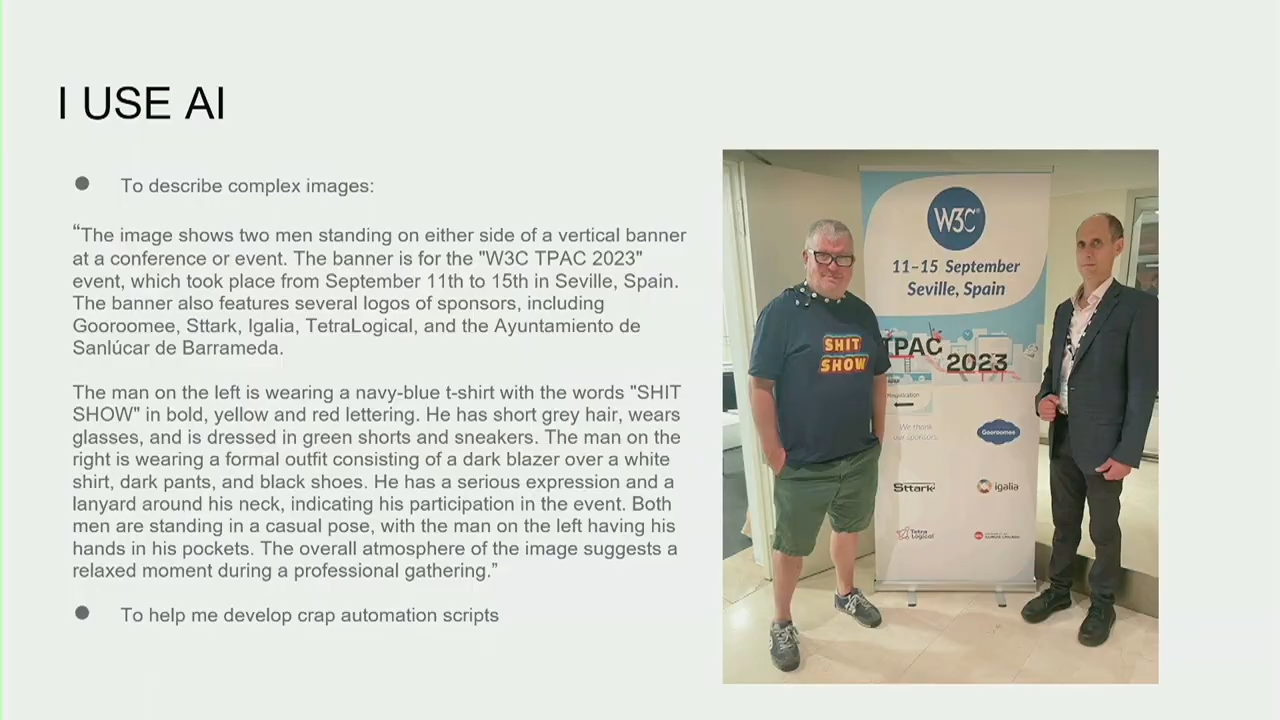 I USE AI
● To describe complex images:
“The image shows two men standing on either side of a vertical banner
at a conference or event. The banner is for the "W3C TPAC 2023"
event, which took place from September 11th to 15th in Seville, Spain.
The banner also features several logos of sponsors, including
Gooroomee, Sttark, Igalia, TetraLogical, and the Ayuntamiento de
Sanlúcar de Barrameda.
The man on the left is wearing a navy-blue t-shirt with the words "SHIT
SHOW" in bold, yellow and red lettering. He has short grey hair, wears
glasses, and is dressed in green shorts and sneakers. The man on the
right is wearing a formal outfit consisting of a dark blazer over a white
shirt, dark pants, and black shoes. He has a serious expression and a
lanyard around his neck, indicating his participation in the event. Both
men are standing in a casual pose, with the man on the left having his
hands in his pockets. The overall atmosphere of the image suggests a
relaxed moment during a professional gathering.”
● To help me develop crap automation scripts
W3C®
11–15 September
Seville, Spain
SHIT
SHOW
TPAC
2023
Registration
We thank
our sponsors
Gooroomee
Sttark
igalia
Tetra
Logical